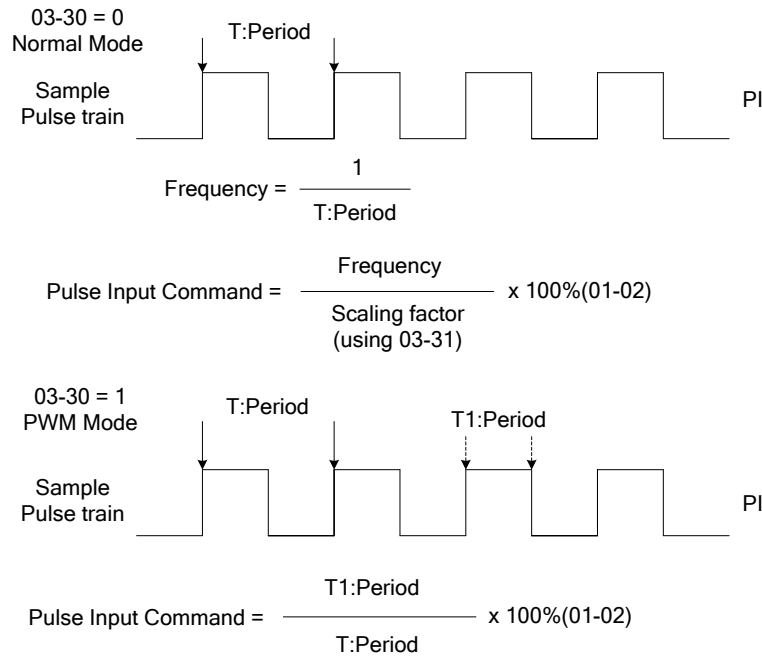 03-30 = 0
Normal Mode
T:Period
Sample
Pulse train
PI
Frequency =
1
T:Period
Pulse Input Command =
Frequency
Scaling factor
(using 03-31)
x 100%(01-02)
03-30 = 1
PWM Mode
T:Period
T1:Period
Sample
Pulse train
PI
Pulse Input Command =
T1:Period
T:Period
x 100%(01-02)